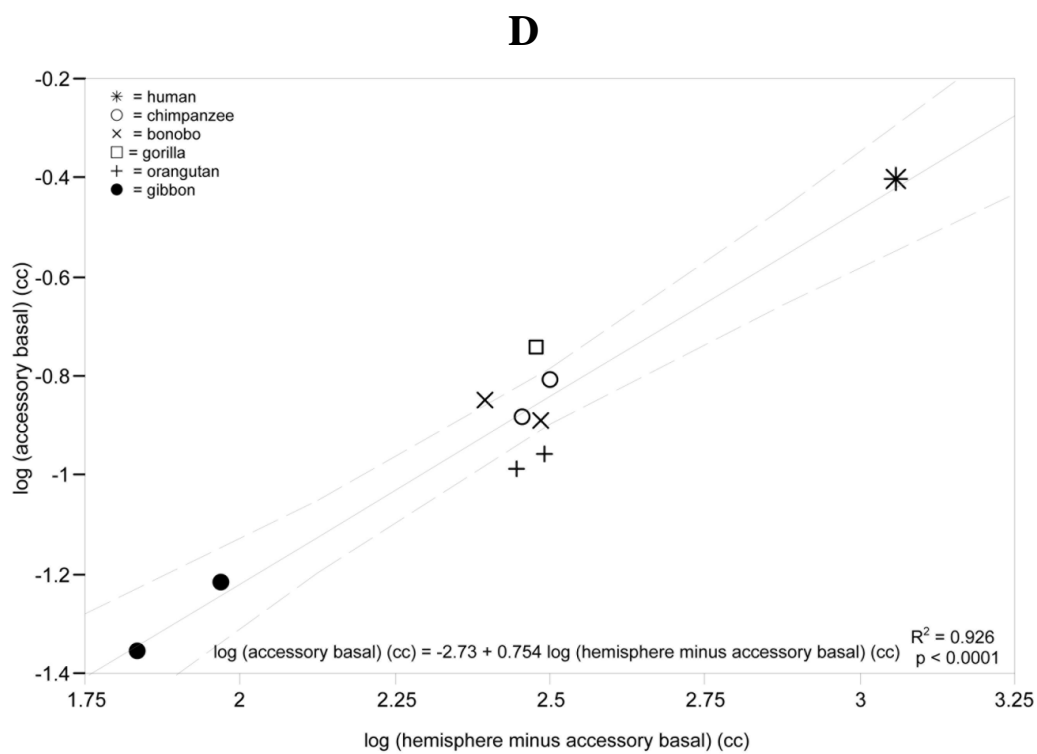 D
-0.2
-0.4
-0.6
-0.8
-1
-1.2
-1.4
log (accessory basal) (cc)
= human
= chimpanzee
= bonobo
= gorilla
= orangutan
= gibbon
log (accessory basal) (cc) = -2.73 + 0.754 log (hemisphere minus accessory basal) (cc)
R² = 0.926
p < 0.0001
1.75 2 2.25 2.5 2.75 3 3.25
log (hemisphere minus accessory basal) (cc)